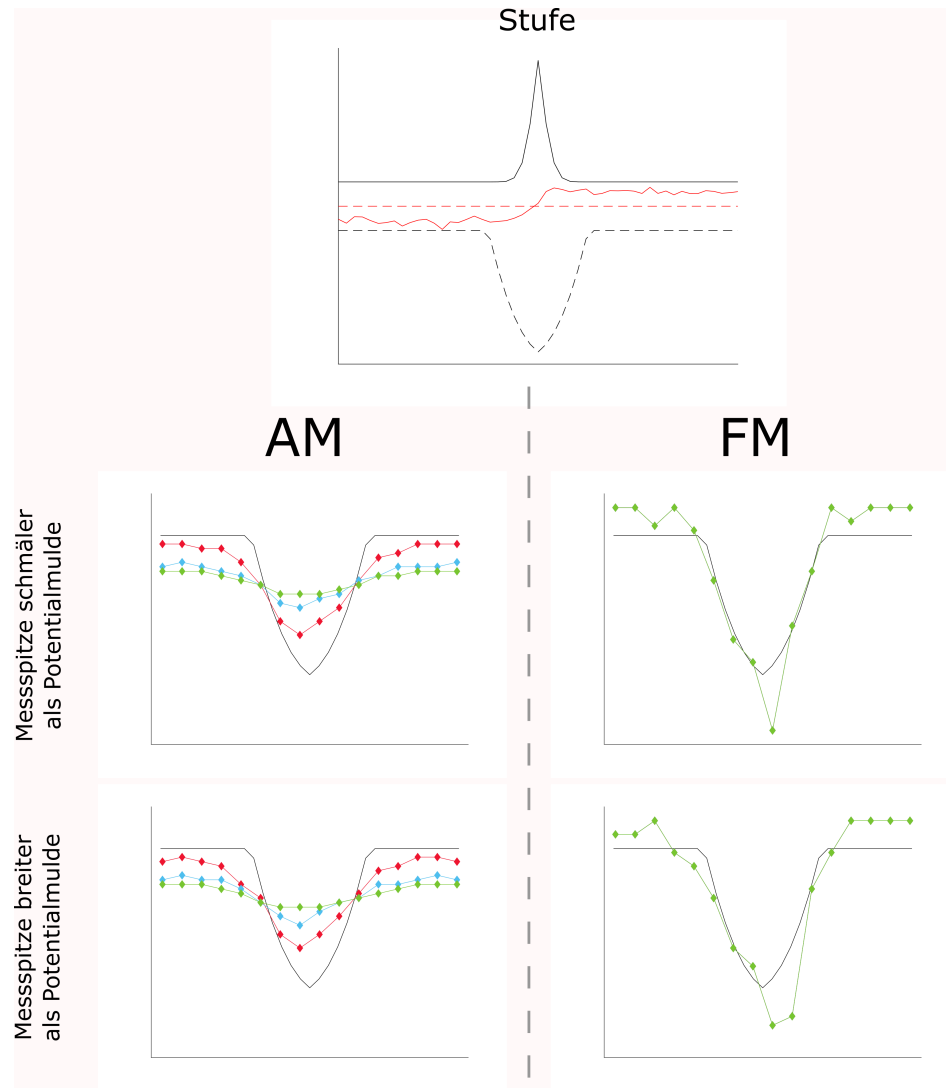 Stufe
AM
FM
Messspitze schmäler
als Potentialmulde
Messspitze breiter
als Potentialmulde